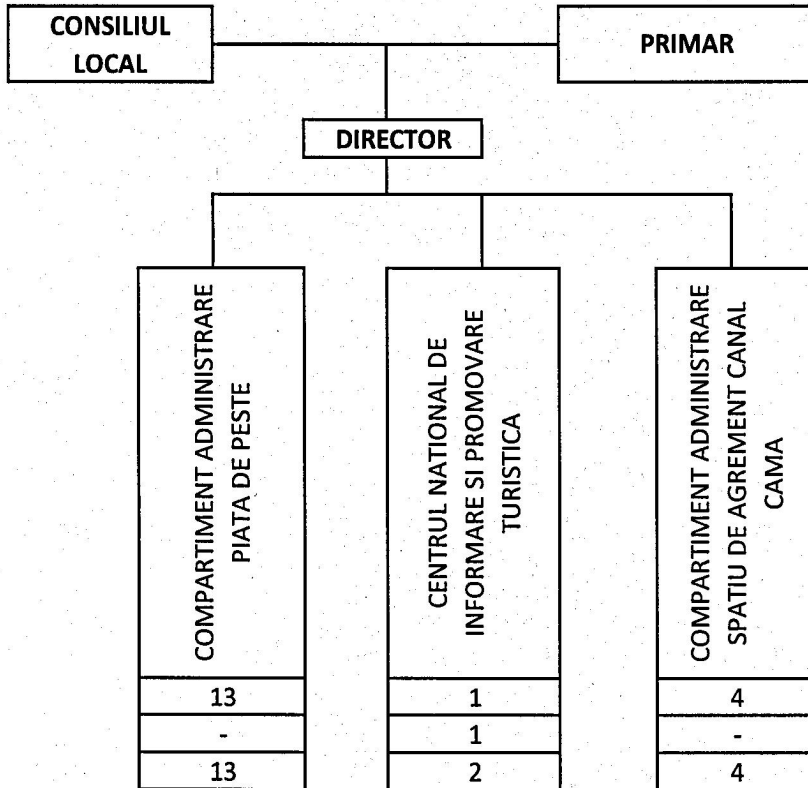 CONSILIUL
LOCAL
PRIMAR
DIRECTOR
COMPARTIMENT ADMINISTRARE
PIATA DE PESTE
13
-
13
CENTRUL NATIONAL DE
INFORMARE SI PROMOVARE
TURISTICA
1
1
2
COMPARTIMENT ADMINISTRARE
SPATIU DE AGREMENT CANAL
CAMA
4
-
4